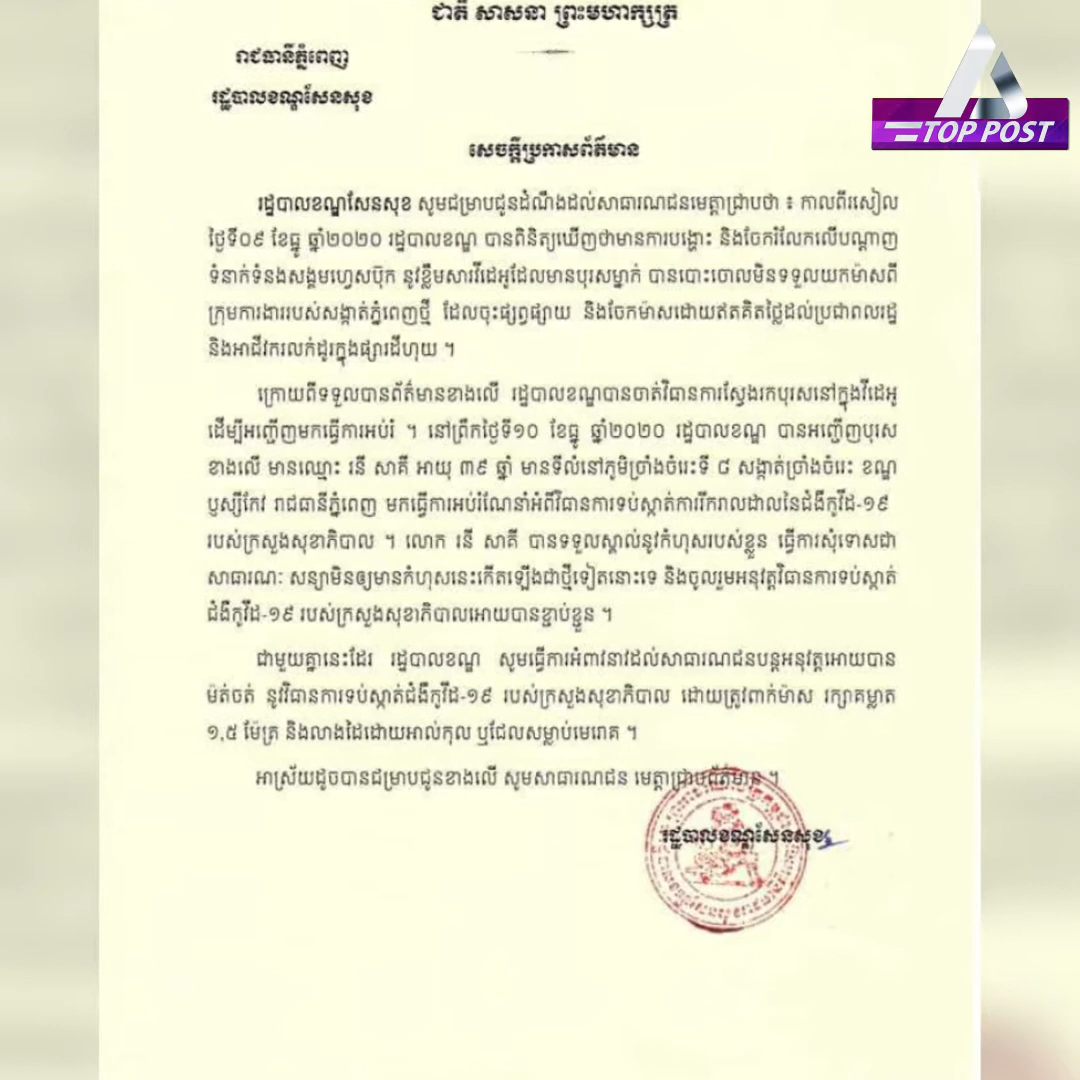 ជាតិ សាសនា ព្រះមហាក្សត្រ
រាជធានីភ្នំពេញ
រដ្ឋបាលខណ្ឌសែនសុខ
TOP POST
សេចក្ដីប្រកាសព័ត៌មាន
រដ្ឋបាលខណ្ឌសែនសុខ សូមជម្រាបជូនដំណឹងដល់សាធារណជនមេត្តាជ្រាបថា ៖ កាលពីរសៀល
ថ្ងៃទី០៩ ខែធ្នូ ឆ្នាំ២០២០ រដ្ឋបាលខណ្ឌ បានពិនិត្យឃើញថាមានការបង្ហោះ និងចែករំលែកលើបណ្ដាញ
ទំនាក់ទំនងសង្គមហ្វេសប៊ុក នូវខ្លឹមសារវីដេអូដែលមានបុរសម្នាក់ បានបោះចោលមិនទទួលយកម៉ាសពី
ក្រុមការងាររបស់សង្កាត់ភ្នំពេញថ្មី ដែលចុះផ្សព្វផ្សាយ និងចែកម៉ាសដោយឥតគិតថ្លៃដល់ប្រជាពលរដ្ឋ
និងអាជីវករលក់ដូរក្នុងផ្សារដីហុយ ។
ក្រោយពីទទួលបានព័ត៌មានខាងលើ រដ្ឋបាលខណ្ឌបានចាត់វិធានការស្វែងរកបុរសនៅក្នុងវីដេអូ
ដើម្បីអញ្ជើញមកធ្វើការអប់រំ ។ នៅព្រឹកថ្ងៃទី១០ ខែធ្នូ ឆ្នាំ២០២០ រដ្ឋបាលខណ្ឌ បានអញ្ជើញបុរស
ខាងលើ មានឈ្មោះ រនី សាគី អាយុ ៣៩ ឆ្នាំ មានទីលំនៅភូមិច្រាំងចំរេះទី ៨ សង្កាត់ច្រាំងចំរេះ ខណ្ឌ
ឫស្សីកែវ រាជធានីភ្នំពេញ មកធ្វើការអប់រំណែនាំអំពីវិធានការទប់ស្កាត់ការរីករាលដាលនៃជំងឺកូវីដ-១៩
របស់ក្រសួងសុខាភិបាល ។ លោក រនី សាគី បានទទួលស្គាល់នូវកំហុសរបស់ខ្លួន ធ្វើការសុំទោសជា
សាធារណៈ សន្យាមិនឲ្យមានកំហុសនេះកើតឡើងជាថ្មីទៀតនោះទេ និងចូលរួមអនុវត្តវិធានការទប់ស្កាត់
ជំងឺកូវីដ-១៩ របស់ក្រសួងសុខាភិបាលអោយបានខ្ជាប់ខ្ជួន ។
ជាមួយគ្នានេះដែរ រដ្ឋបាលខណ្ឌ សូមធ្វើការអំពាវនាវដល់សាធារណជនបន្តអនុវត្តអោយបាន
ម៉ត់ចត់ នូវវិធានការទប់ស្កាត់ជំងឺកូវីដ-១៩ របស់ក្រសួងសុខាភិបាល ដោយត្រូវពាក់ម៉ាស រក្សាគម្លាត
១,៥ ម៉ែត្រ និងលាងដៃដោយអាល់កុល ឬជែលសម្លាប់មេរោគ ។
អាស្រ័យដូចបានជម្រាបជូនខាងលើ សូមសាធារណជន មេត្តាជ្រាបព័ត៌មាន ។
រដ្ឋបាលខណ្ឌសែនសុខ